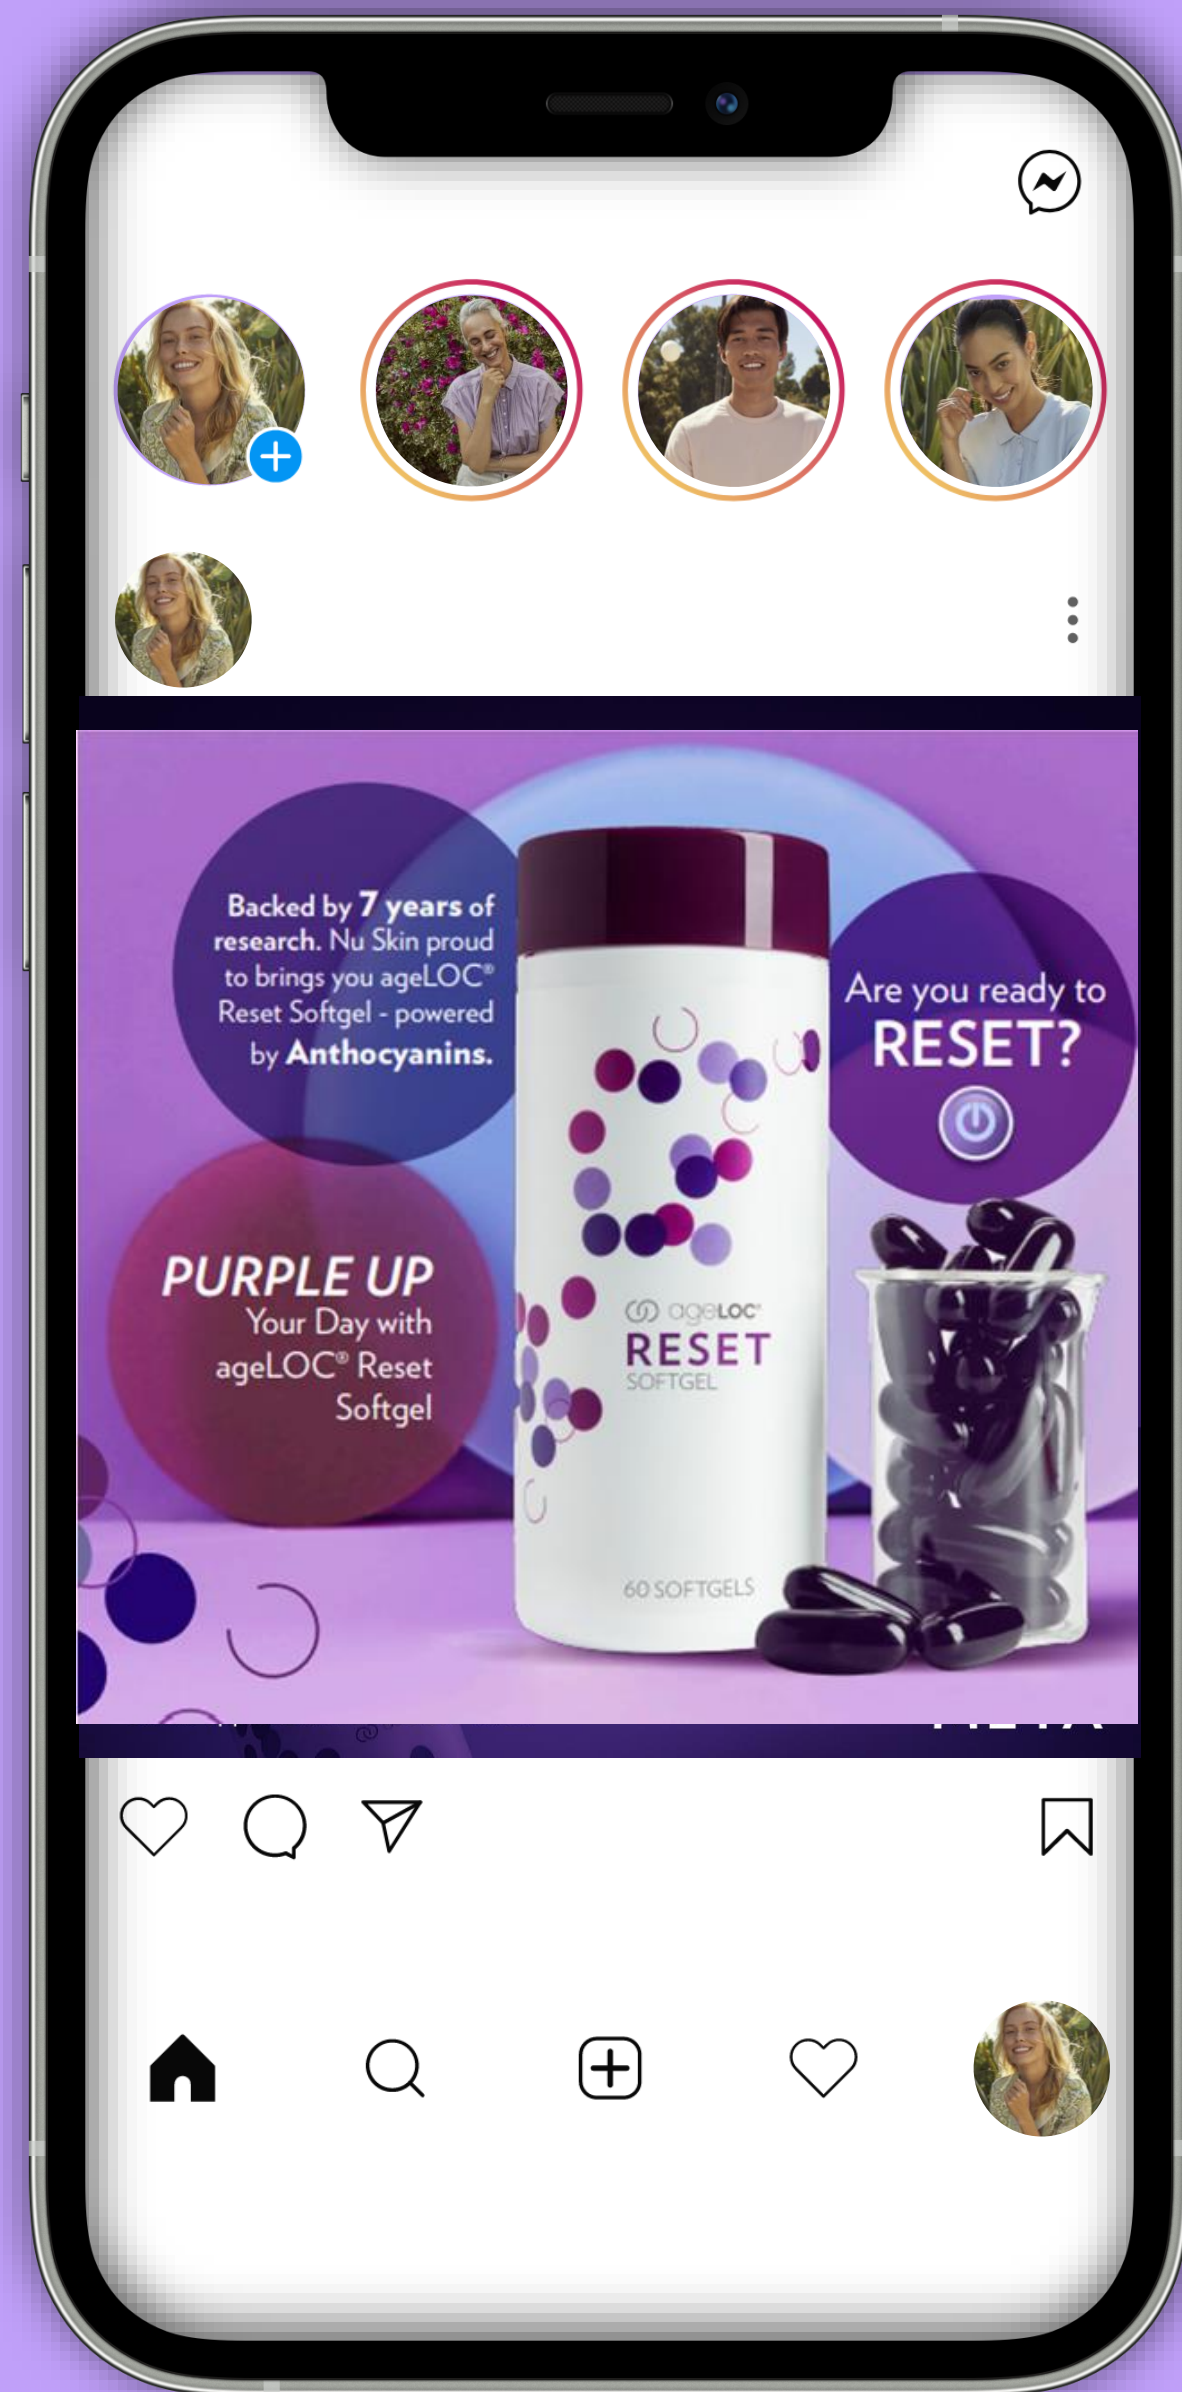 Backed by 7 years of
research. Nu Skin proud
to brings you ageLOC®
Reset Softgel - powered
by Anthocyanins.
Are you ready to
RESET?
PURPLE UP
Your Day with
ageLOC® Reset
Softgel
ageLOC®
RESET
SOFTGEL
60 SOFTGELS